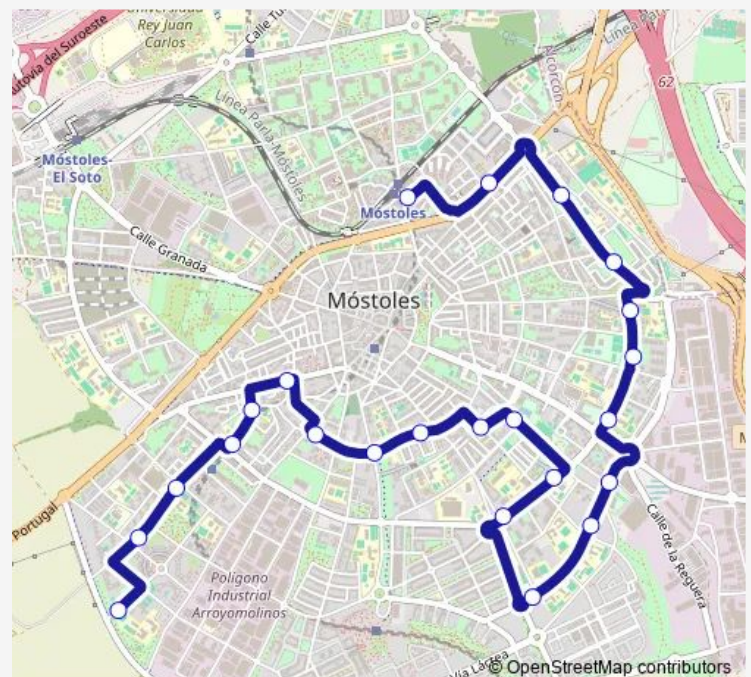 Universidad
Rey Juan
Carlos
Calle Tu
Autovía del Suroeste
Línea Parla
Alcorcón
62
Línea Parla-Móstoles
Móstoles-
El Soto
Móstoles
Calle Granada
Móstoles
Portugal
Polígono
Industrial
Arroyomolinos
Calle de la Reguera
M
Vía Láctea
© OpenStreetMap contributors